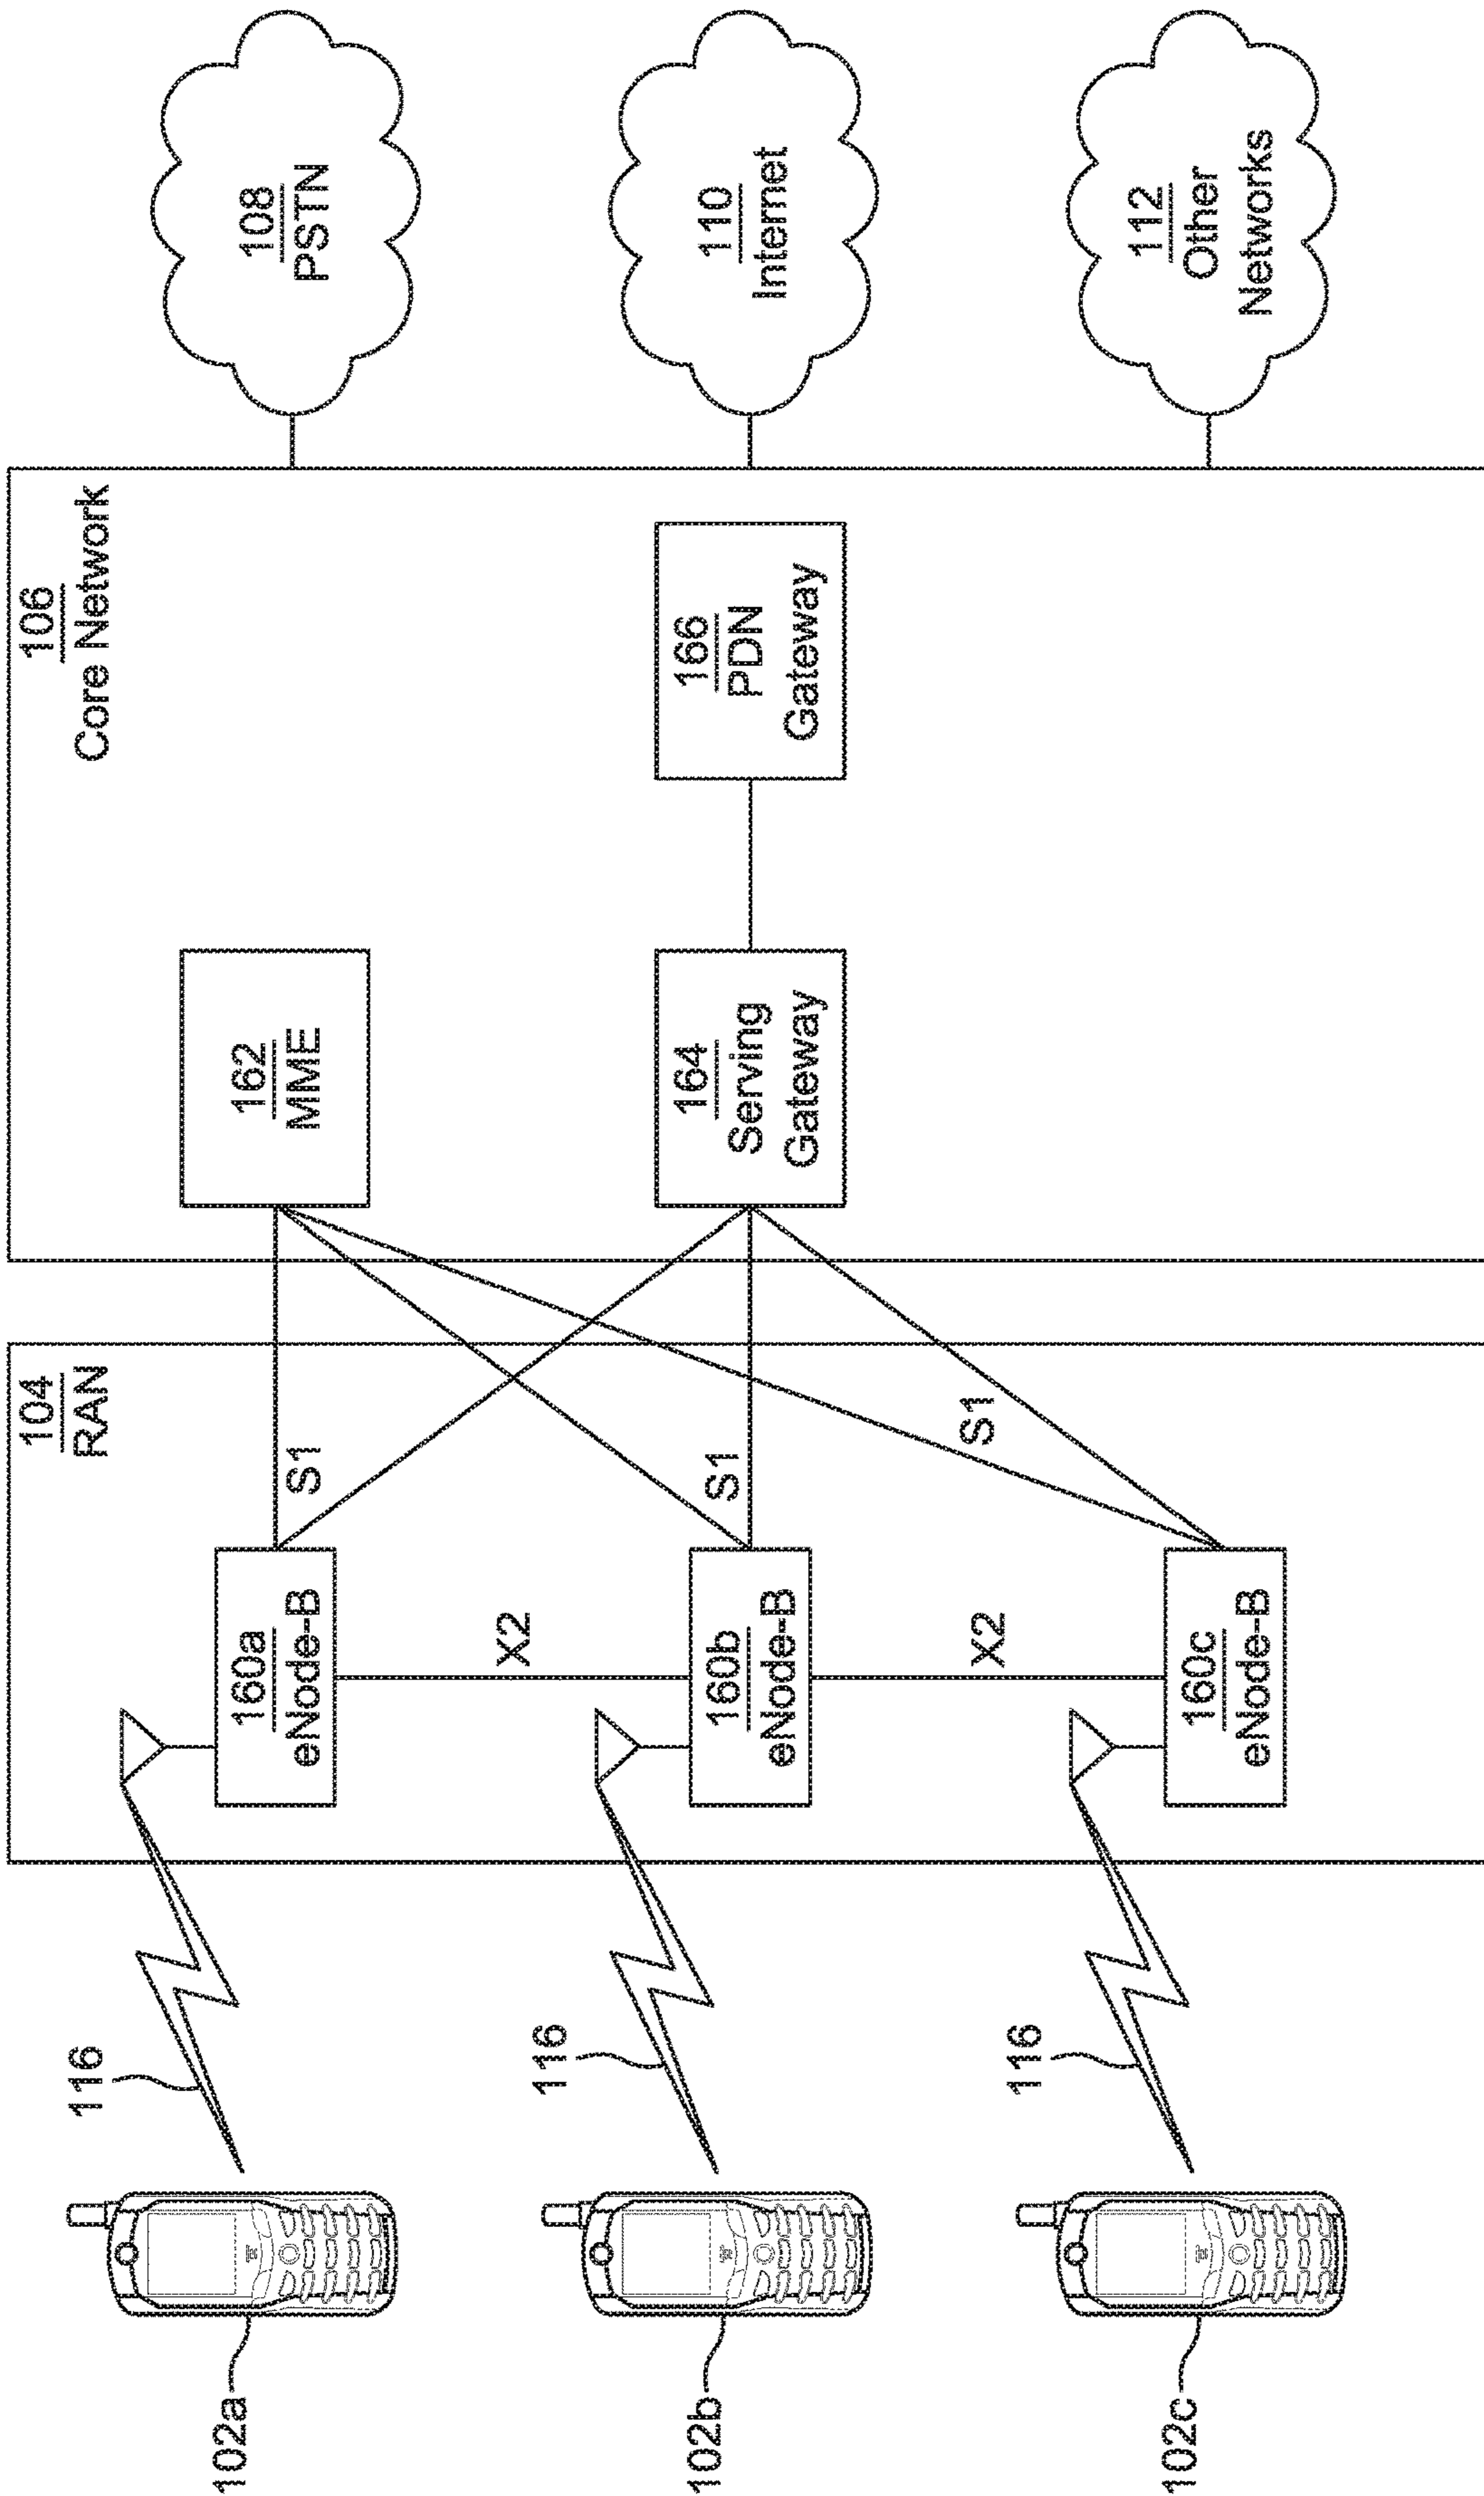 102a
116
102b
116
102c
116
104
RAN
160a
eNode-B
X2
160b
eNode-B
X2
160c
eNode-B
S1
S1
S1
106
Core Network
162
MME
164
Serving
Gateway
166
PDN
Gateway
108
PSTN
110
Internet
112
Other
Networks